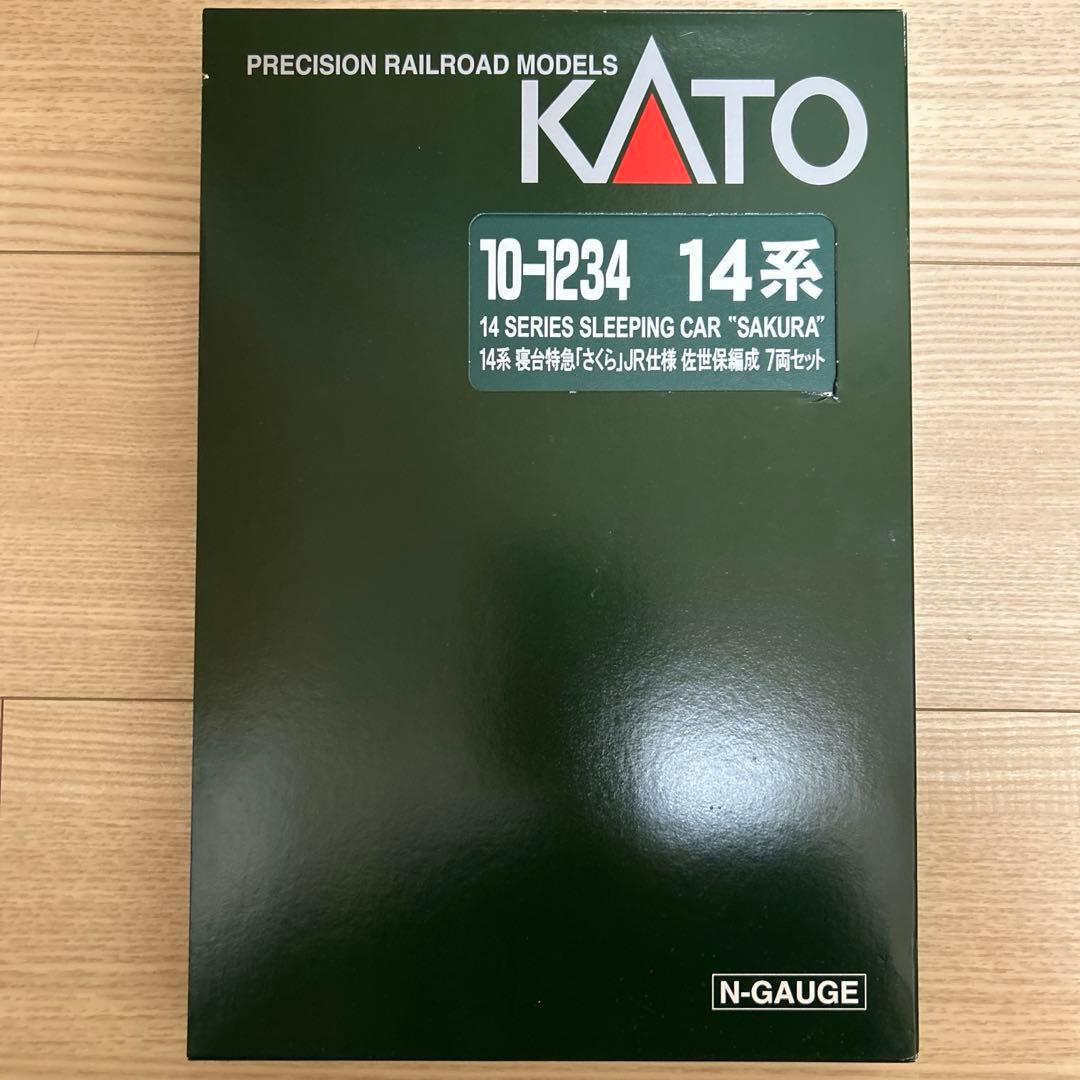 PRECISION RAILROAD MODELS
KATO
10-1234 14系
14 SERIES SLEEPING CAR "SAKURA"
14系 寝台特急「さくら」JR仕様 佐世保編成 7両セット
N-GAUGE